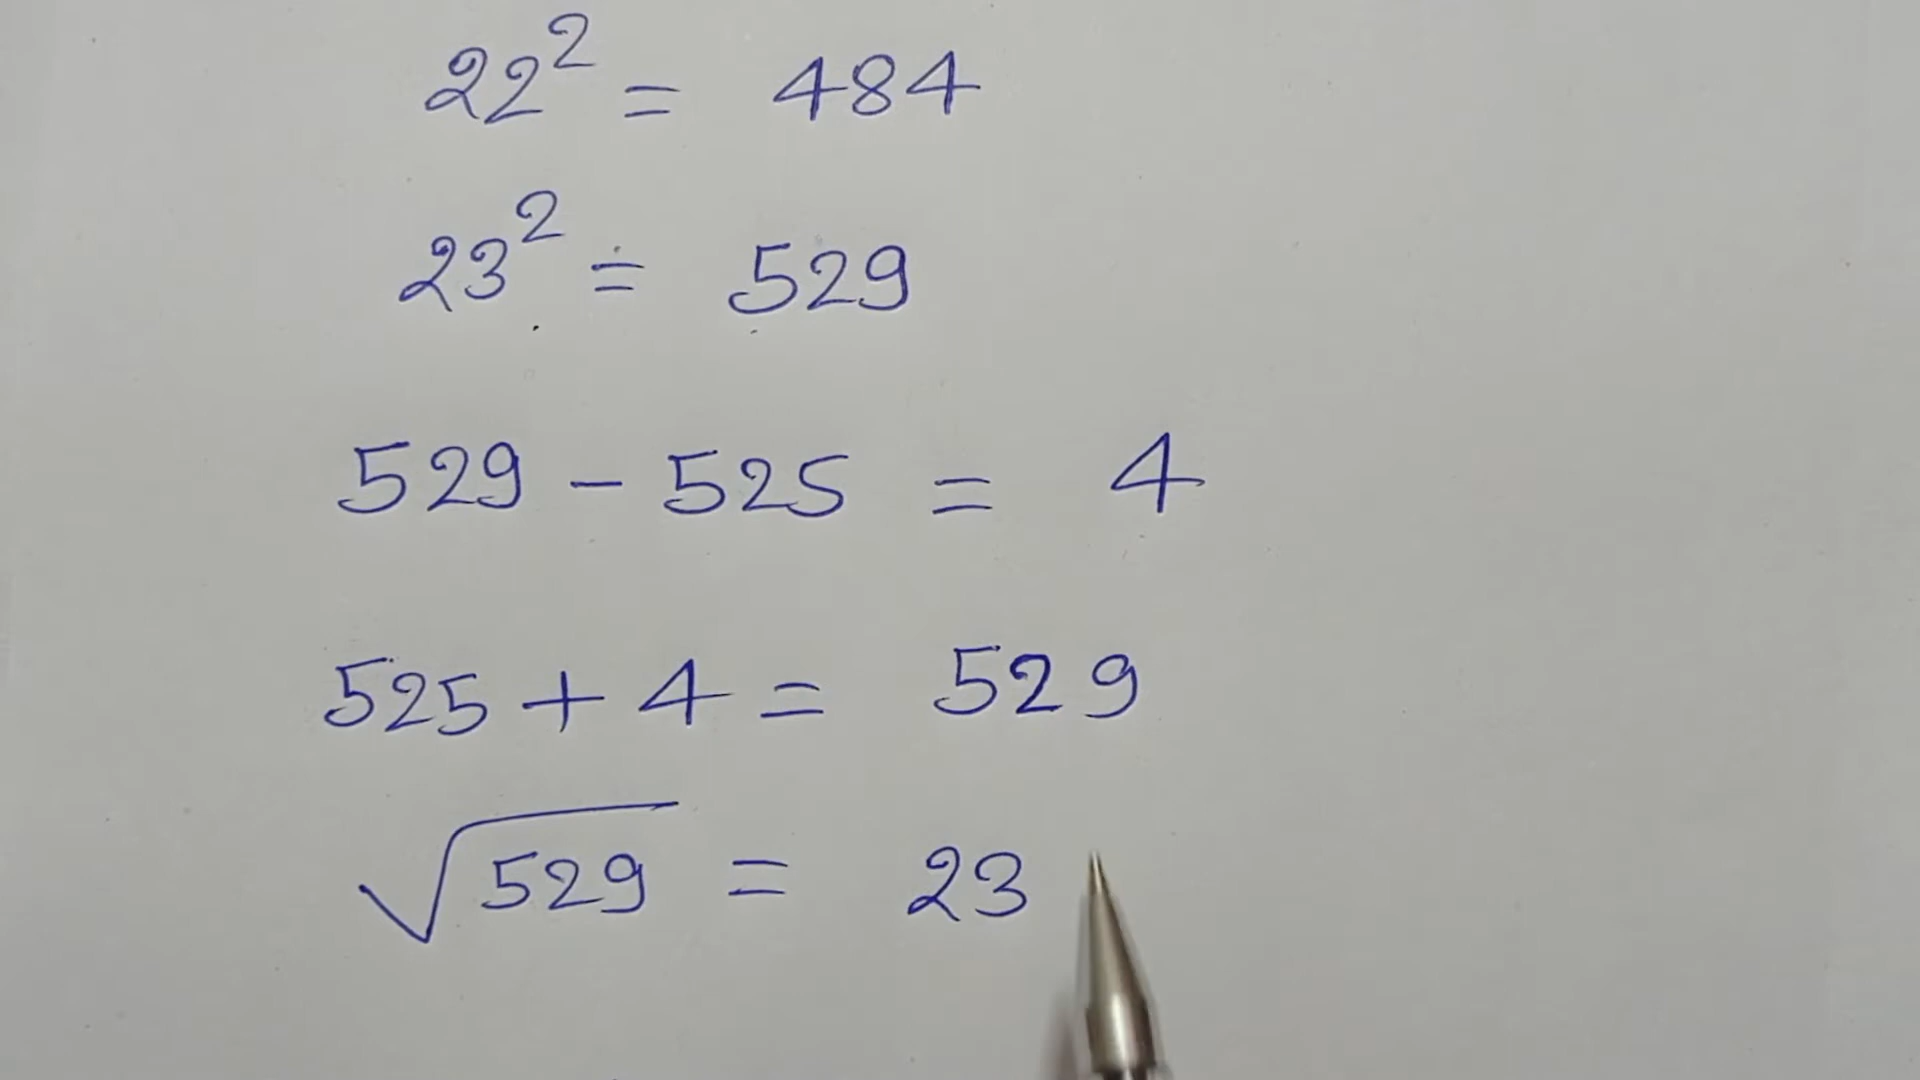 22² = 484
23² = 529
529 - 525 = 4
525 + 4 = 529
√529 = 23